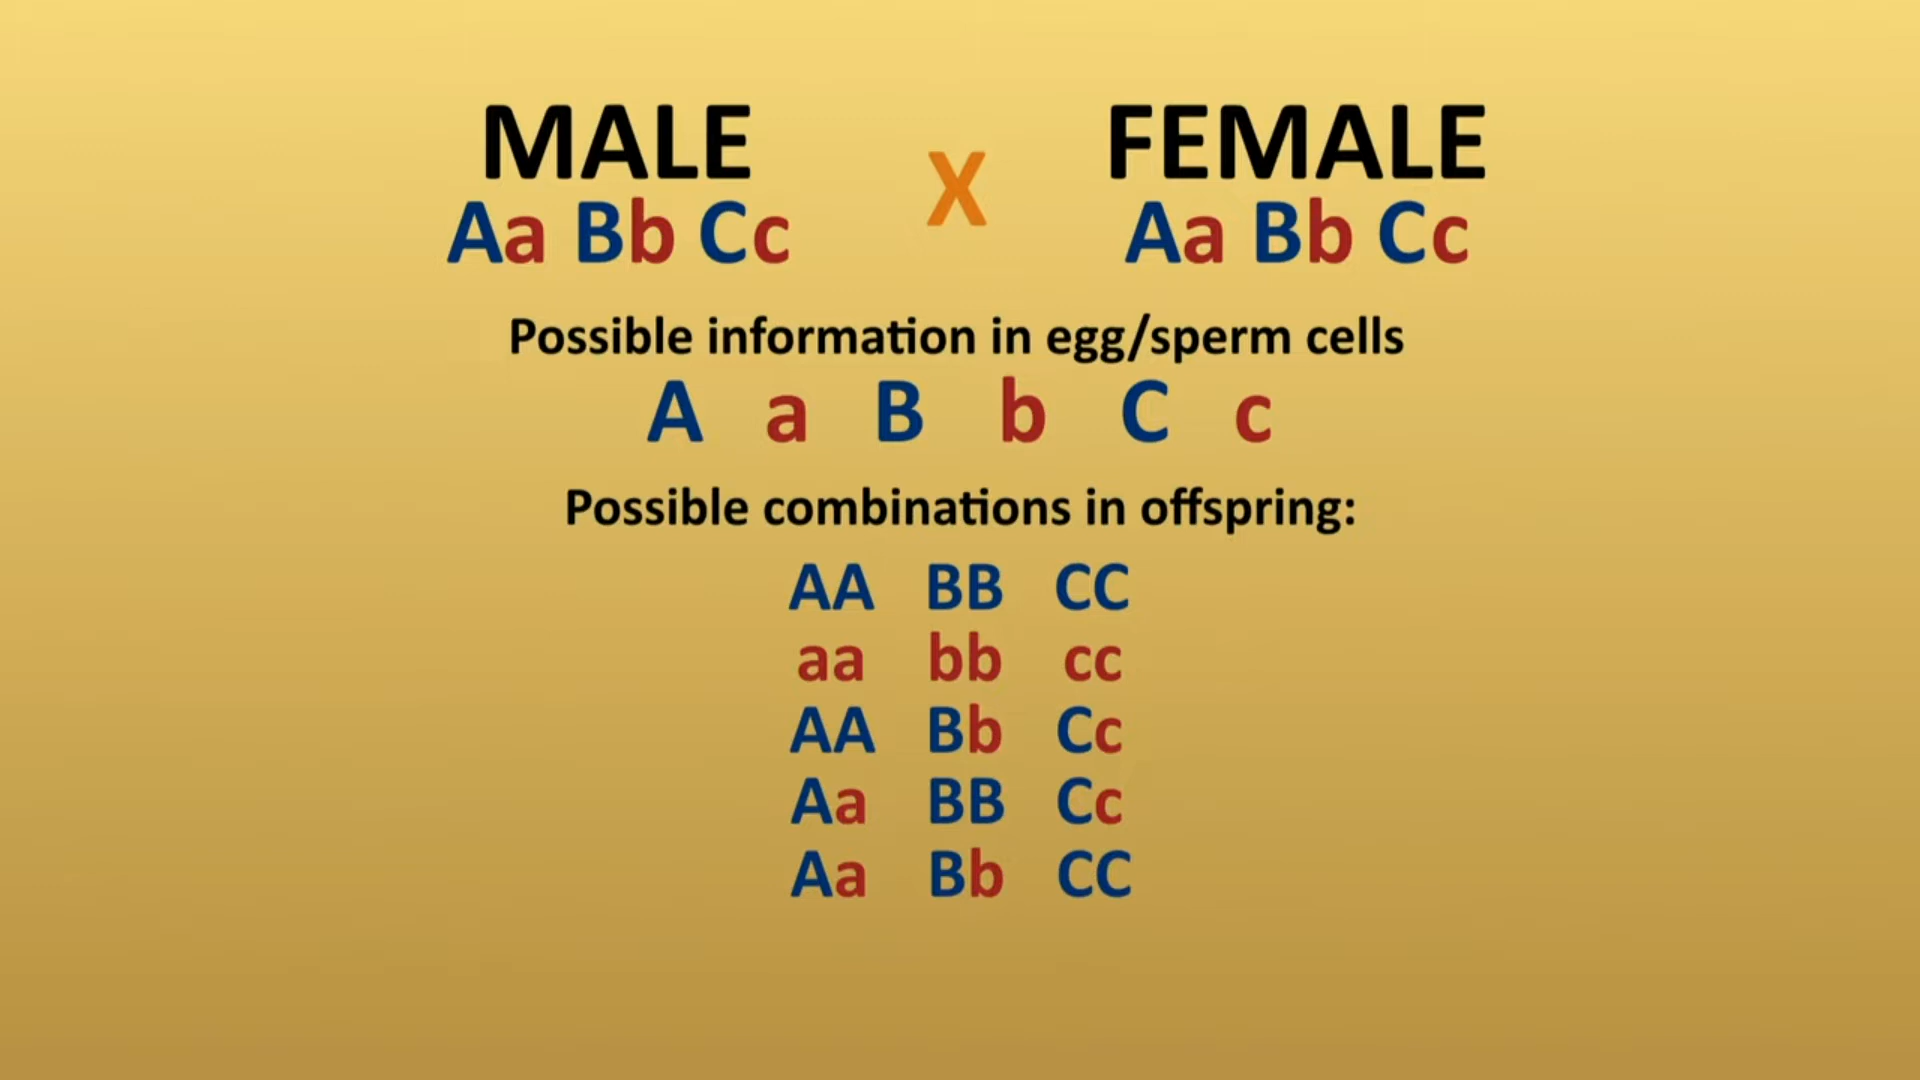 MALE X FEMALE
Aa Bb Cc Aa Bb Cc
Possible information in egg/sperm cells
A a B b C c
Possible combinations in offspring:
AA BB CC
aa bb cc
AA Bb Cc
Aa BB Cc
Aa Bb CC